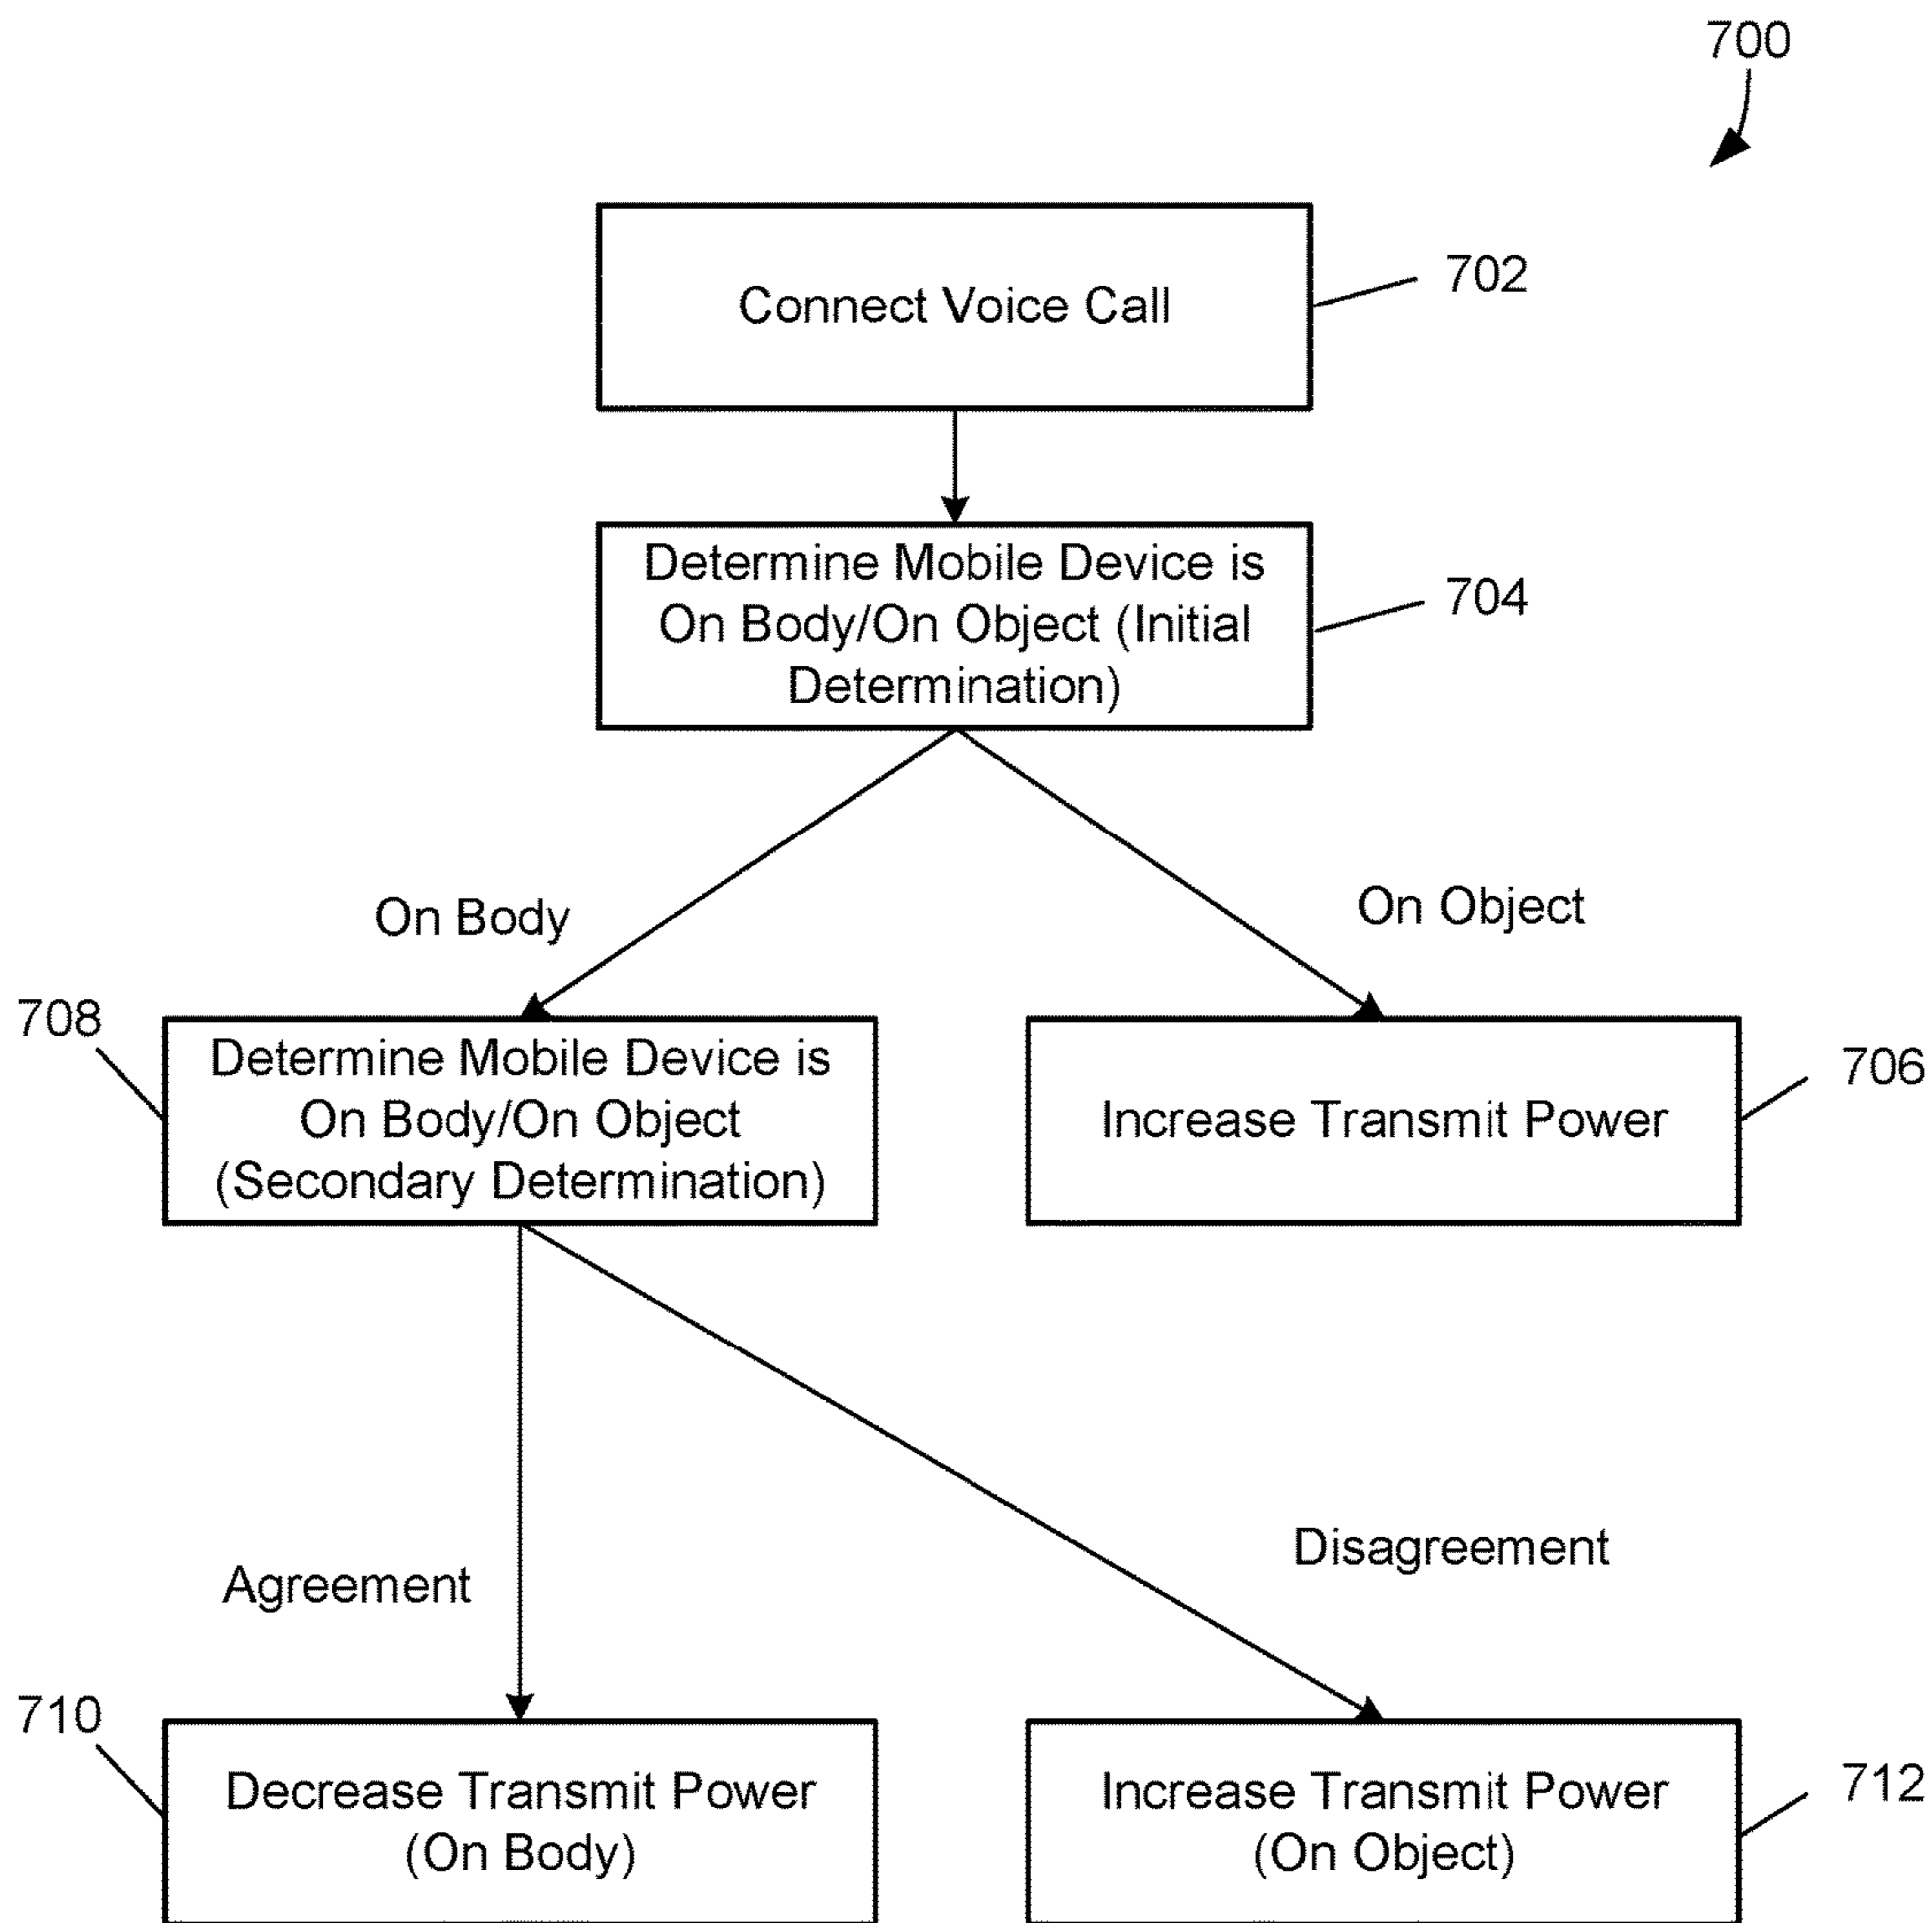 700
Connect Voice Call
702
Determine Mobile Device is
On Body/On Object (Initial
Determination)
704
On Body
On Object
708
Determine Mobile Device is
On Body/On Object
(Secondary Determination)
Increase Transmit Power
706
Agreement
Disagreement
710
Decrease Transmit Power
(On Body)
Increase Transmit Power
(On Object)
712